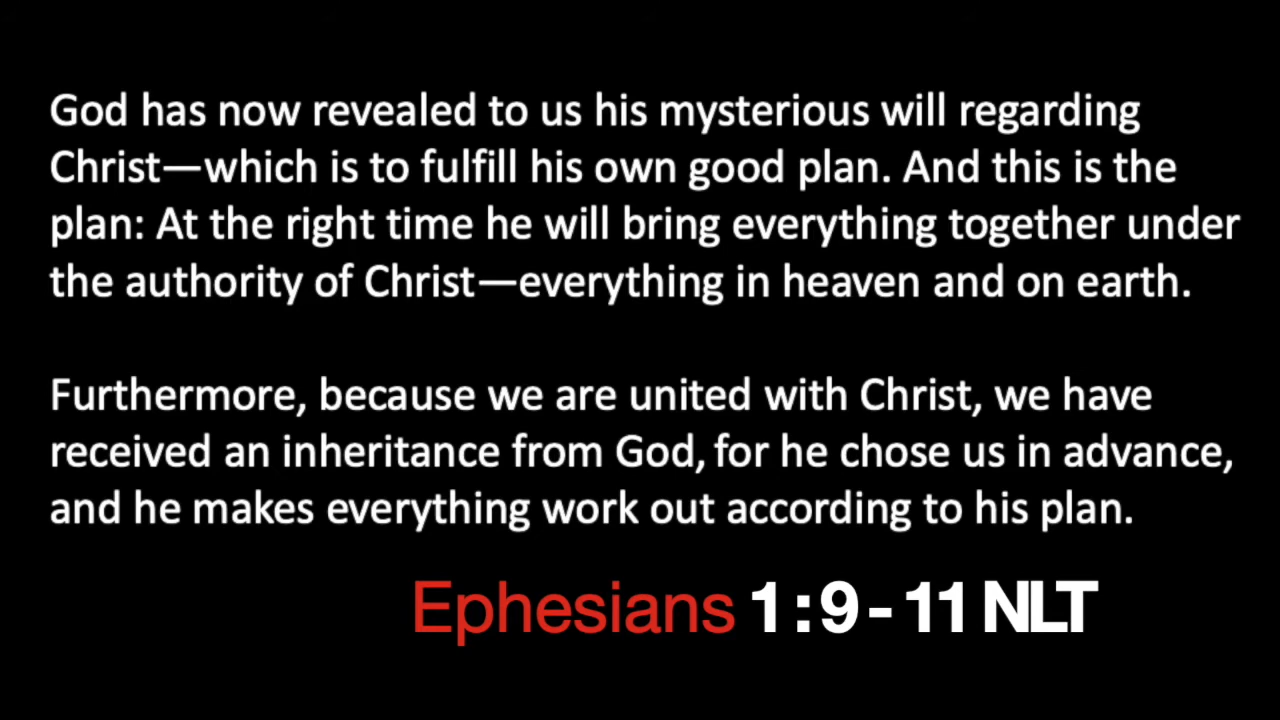 God has now revealed to us his mysterious will regarding
Christ—which is to fulfill his own good plan. And this is the
plan: At the right time he will bring everything together under
the authority of Christ—everything in heaven and on earth.
Furthermore, because we are united with Christ, we have
received an inheritance from God, for he chose us in advance,
and he makes everything work out according to his plan.
Ephesians 1:9-11 NLT